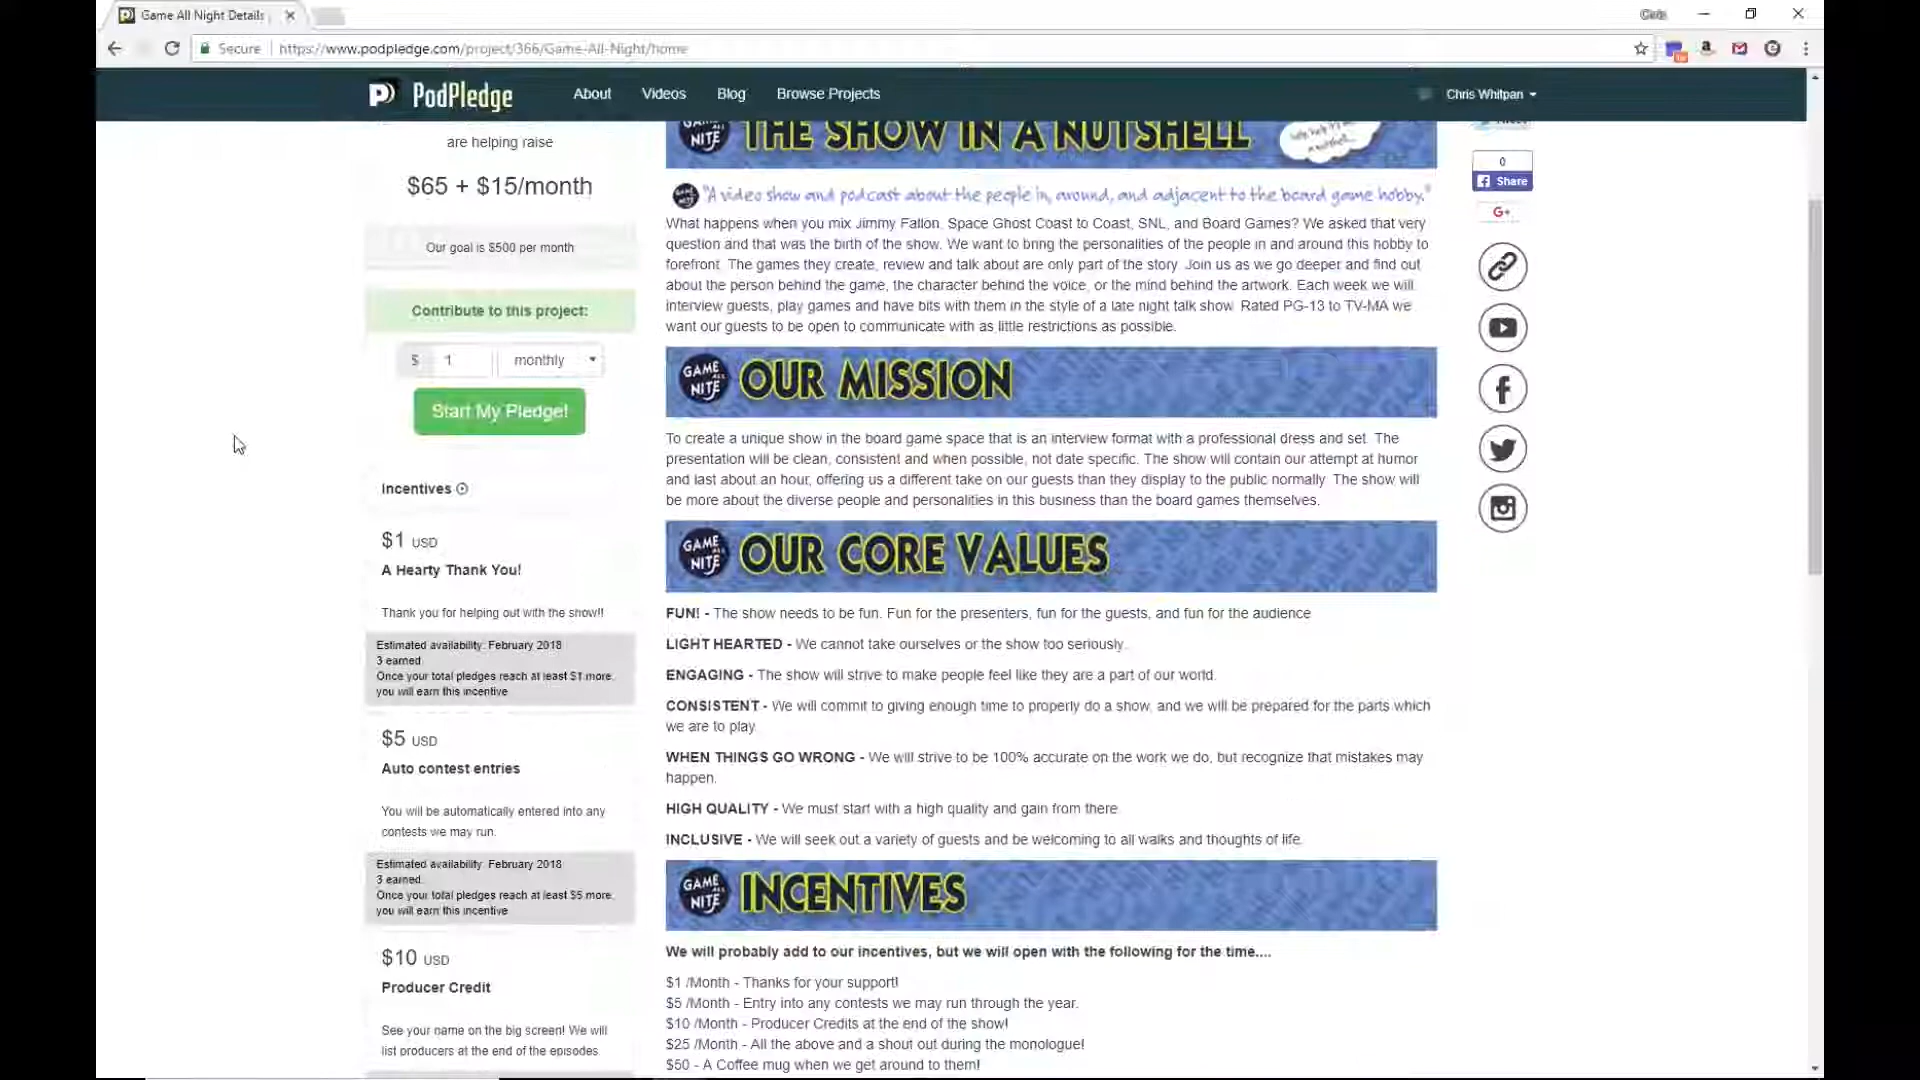 Game All Night Details
Chris
Secure
https://www.podpledge.com/project/366/Game-All-Night/home
PodPledge
About
Videos
Blog
Browse Projects
Chris Whitpan
are helping raise
$65 + $15/month
Our goal is $500 per month
Contribute to this project:
$ 1 monthly
Start My Pledge!
Incentives
$1 USD
A Hearty Thank You!
Thank you for helping out with the show!!
Estimated availability: February 2018
3 earned
Once your total pledges reach at least $1 more,
you will earn this incentive
$5 USD
Auto contest entries
You will be automatically entered into any
contests we may run.
Estimated availability: February 2018
3 earned
Once your total pledges reach at least $5 more,
you will earn this incentive
$10 USD
Producer Credit
See your name on the big screen! We will
list producers at the end of the episodes
GAME ALL NITE
THE SHOW IN A NUTSHELL
"A video show and podcast about the people in, around, and adjacent to the board game hobby."
What happens when you mix Jimmy Fallon, Space Ghost Coast to Coast, SNL, and Board Games? We asked that very
question and that was the birth of the show. We want to bring the personalities of the people in and around this hobby to
forefront. The games they create, review and talk about are only part of the story. Join us as we go deeper and find out
about the person behind the game, the character behind the voice, or the mind behind the artwork. Each week we will
interview guests, play games and have bits with them in the style of a late night talk show. Rated PG-13 to TV-MA we
want our guests to be open to communicate with as little restrictions as possible.
GAME ALL NITE
OUR MISSION
To create a unique show in the board game space that is an interview format with a professional dress and set. The
presentation will be clean, consistent and when possible, not date specific. The show will contain our attempt at humor
and last about an hour, offering us a different take on our guests than they display to the public normally. The show will
be more about the diverse people and personalities in this business than the board games themselves.
GAME ALL NITE
OUR CORE VALUES
FUN! - The show needs to be fun. Fun for the presenters, fun for the guests, and fun for the audience
LIGHT HEARTED - We cannot take ourselves or the show too seriously.
ENGAGING - The show will strive to make people feel like they are a part of our world.
CONSISTENT - We will commit to giving enough time to properly do a show, and we will be prepared for the parts which
we are to play.
WHEN THINGS GO WRONG - We will strive to be 100% accurate on the work we do, but recognize that mistakes may
happen.
HIGH QUALITY - We must start with a high quality and gain from there.
INCLUSIVE - We will seek out a variety of guests and be welcoming to all walks and thoughts of life.
GAME ALL NITE
INCENTIVES
We will probably add to our incentives, but we will open with the following for the time....
$1 /Month - Thanks for your support!
$5 /Month - Entry into any contests we may run through the year.
$10 /Month - Producer Credits at the end of the show!
$25 /Month - All the above and a shout out during the monologue!
$50 - A Coffee mug when we get around to them!
Tweet
0
Share
G+